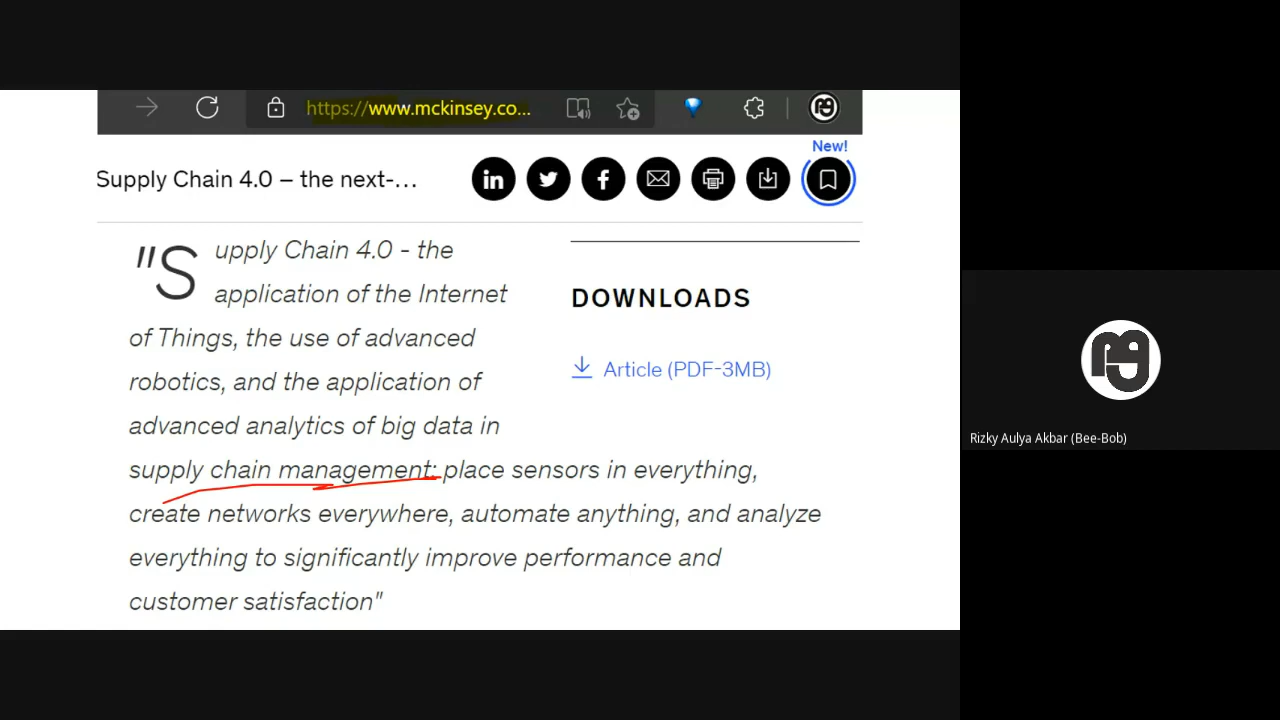 https://www.mckinsey.co...
New!
Supply Chain 4.0 – the next-...
"Supply Chain 4.0 - the
application of the Internet
of Things, the use of advanced
robotics, and the application of
advanced analytics of big data in
supply chain management: place sensors in everything,
create networks everywhere, automate anything, and analyze
everything to significantly improve performance and
customer satisfaction"
DOWNLOADS
Article (PDF-3MB)
Rizky Aulya Akbar (Bee-Bob)